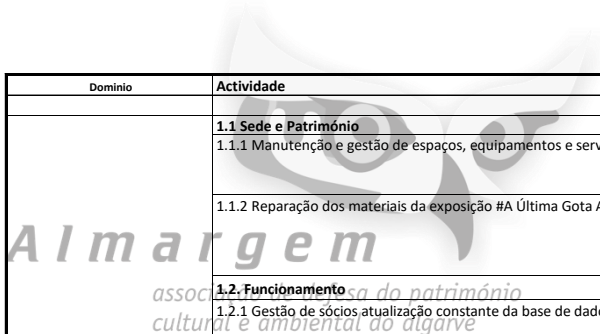 Dominio Actividade
1.1 Sede e Património
1.1.1 Manutenção e gestão de espaços, equipamentos e serv
1.1.2 Reparação dos materiais da exposição #A Última Gota A
Almargem
1.2. Funcionamento
associação de defesa do património
1.2.1 Gestão de sócios atualização constante da base de dad
cultural e ambiental do algarve